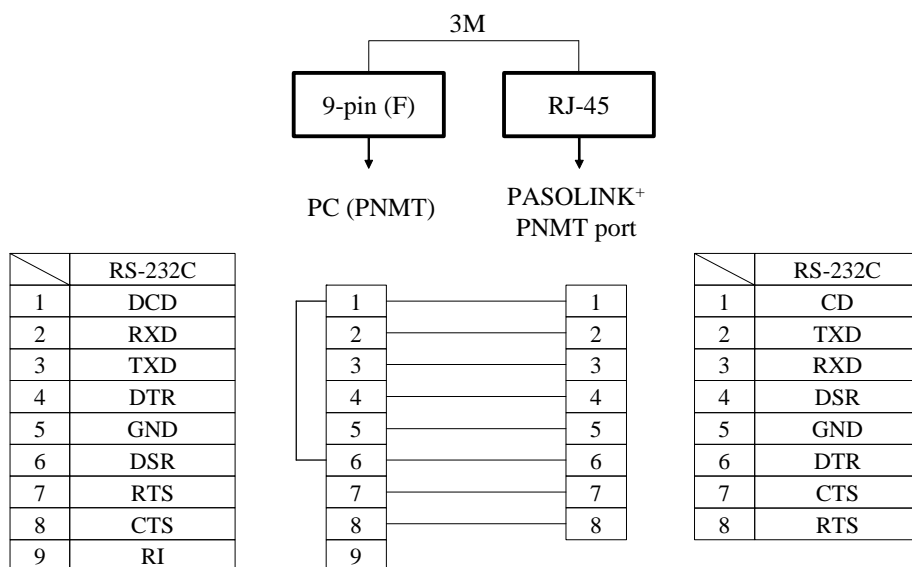 3M
9-pin (F)
RJ-45
PC (PNMT)
PASOLINK+
PNMT port
RS-232C
1 DCD
2 RXD
3 TXD
4 DTR
5 GND
6 DSR
7 RTS
8 CTS
9 RI
1 1
2 2
3 3
4 4
5 5
6 6
7 7
8 8
9
RS-232C
1 CD
2 TXD
3 RXD
4 DSR
5 GND
6 DTR
7 CTS
8 RTS